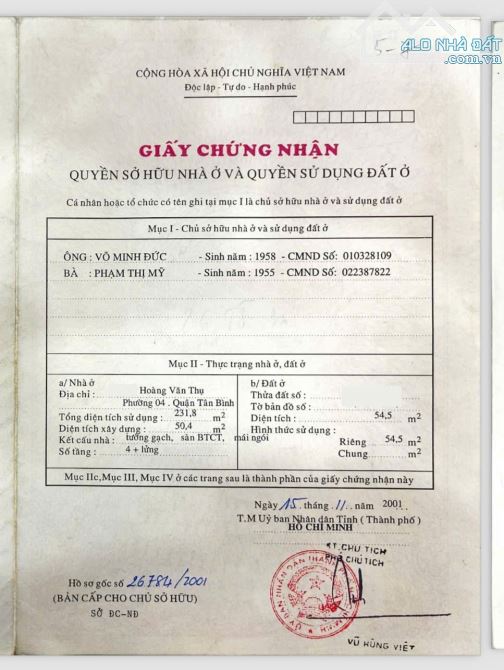 5-8
ALO NHÀ ĐẤT
.com.vn
CỘNG HÒA XÃ HỘI CHỦ NGHĨA VIỆT NAM
Độc lập - Tự do - Hạnh phúc
GIẤY CHỨNG NHẬN
QUYỀN SỞ HỮU NHÀ Ở VÀ QUYỀN SỬ DỤNG ĐẤT Ở
Cá nhân hoặc tổ chức có tên ghi tại mục I là chủ sở hữu nhà ở và sử dụng đất ở
Mục I - Chủ sở hữu nhà ở và sử dụng đất ở
ÔNG : VÕ MINH ĐỨC - Sinh năm : 1958 - CMND Số: 010328109
BÀ : PHẠM THỊ MỸ - Sinh năm : 1955 - CMND Số: 022387822
Mục II - Thực trạng nhà ở, đất ở
a/ Nhà ở
Địa chỉ : Hoàng Văn Thụ
Phường 04 . Quận Tân Bình
Tổng diện tích sử dụng : 231,8 m2
Diện tích xây dựng : 50,4 m2
Kết cấu nhà : tường gạch, sàn BTCT, mái ngói
Số tầng : 4 + lửng
b/ Đất ở
Thửa đất số :
Tờ bản đồ số :
Diện tích : 54,5 m2
Hình thức sử dụng :
Riêng 54,5 m2
Chung m2
Mục IIc, Mục III, Mục IV ở các trang sau là thành phần của giấy chứng nhận này
Ngày 15 . tháng . 11 . năm 2001
T.M Uỷ ban Nhân dân Tỉnh ( Thành phố )
HỒ CHÍ MINH
KT. CHỦ TỊCH
PHÓ CHỦ TỊCH
Hồ sơ gốc số 26784/2001
(BẢN CẤP CHO CHỦ SỞ HỮU)
SỞ ĐC-NĐ
VŨ HÙNG VIỆT